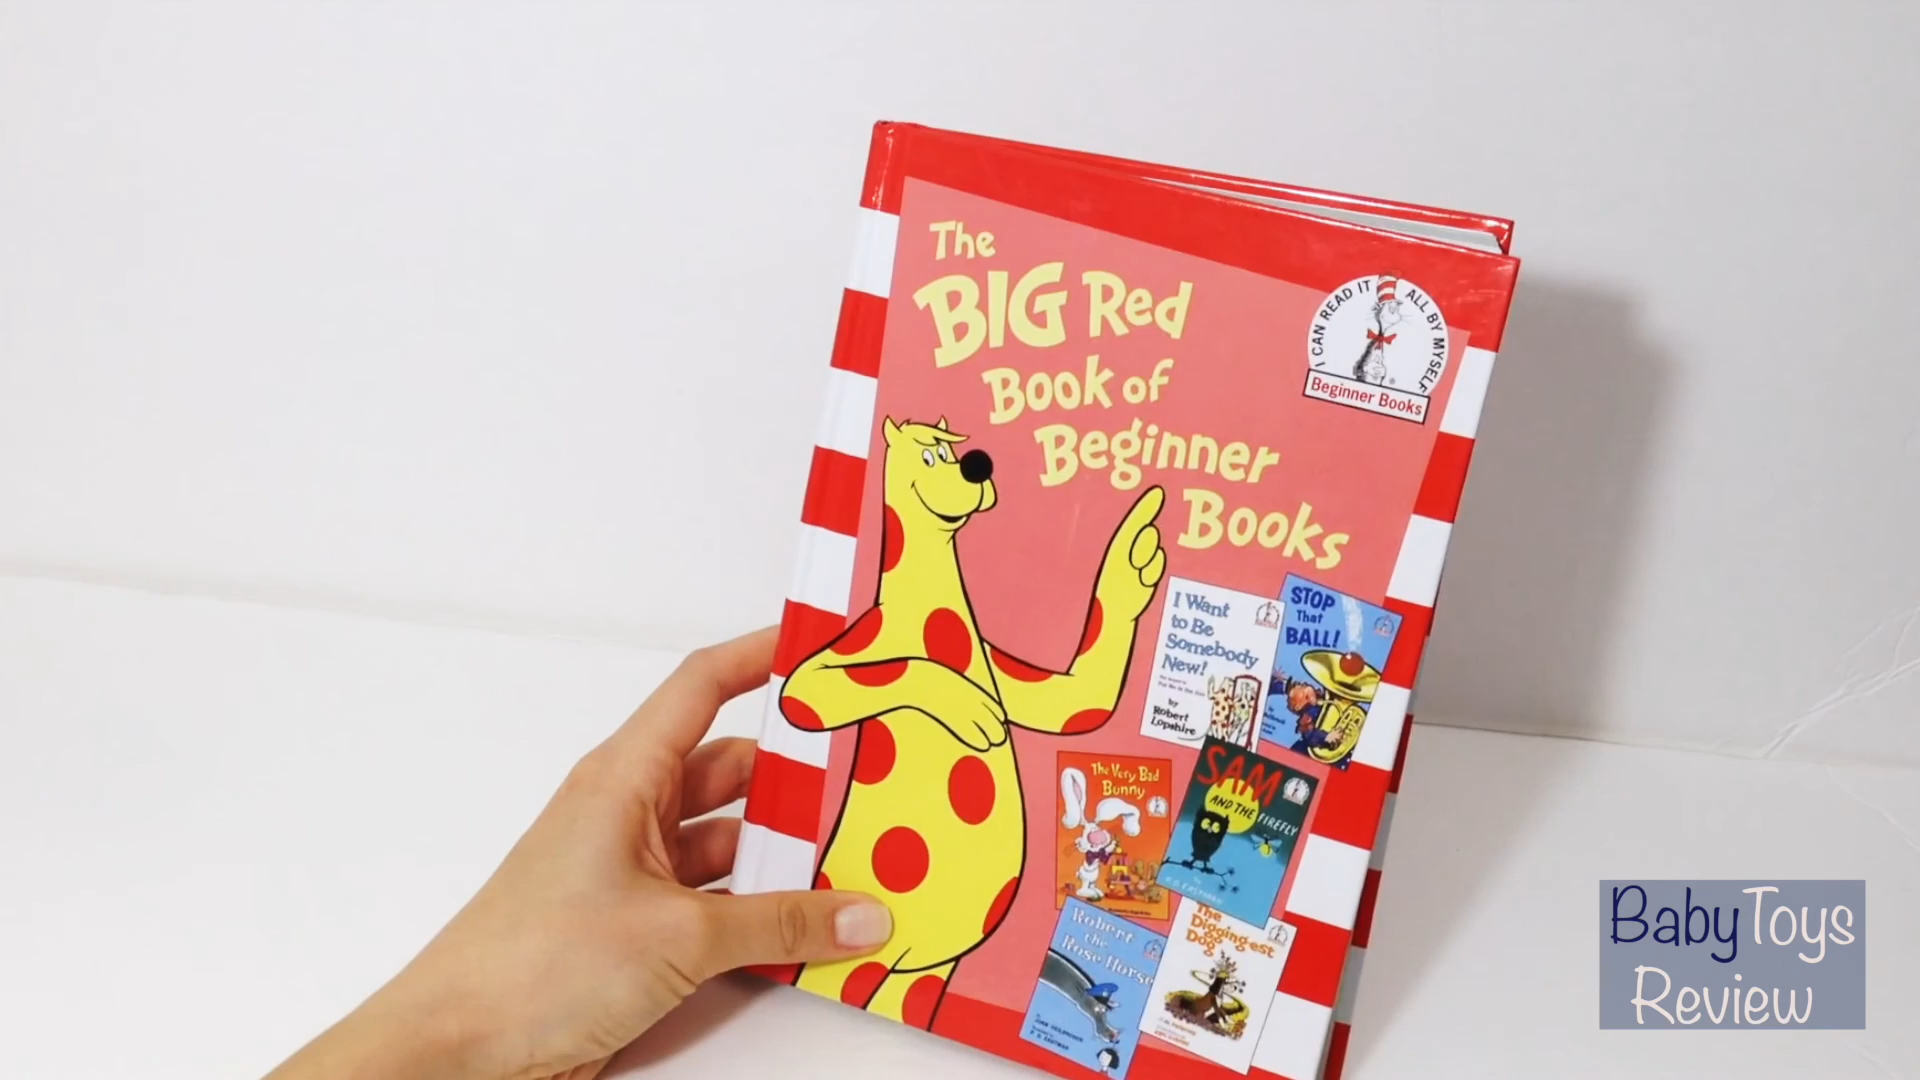 The
BIG Red
Book of
Beginner
Books
I CAN READ IT ALL BY MYSELF
Beginner Books
I Want
to Be
Somebody
New!
by
Robert
Lopshire
STOP
That
BALL!
The Very Bad
Bunny
SAM
AND THE FIREFLY
P.D. EASTMAN
Robert
the
Rose Horse
The
Digging-est
Dog
BabyToys
Review